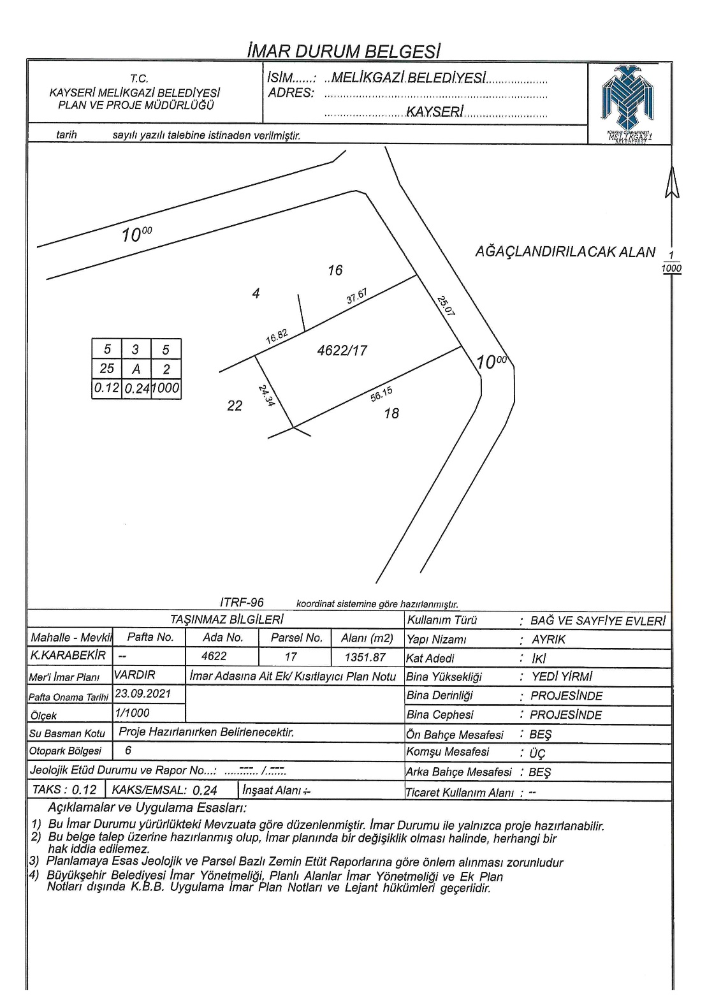 İMAR DURUM BELGESİ
T.C.
KAYSERİ MELİKGAZİ BELEDİYESİ
PLAN VE PROJE MÜDÜRLÜĞÜ
İSİM......: ..MELİKGAZİ BELEDİYESİ...................
ADRES: ......................................................
.......................KAYSERİ.............................
TÜRKİYE CUMHURİYETİ
MELİKGAZİ
BELEDİYESİ
tarih sayılı yazılı talebine istinaden verilmiştir.
10⁰⁰
AĞAÇLANDIRILACAK ALAN
1
1000
16
4
37.67
25.07
16.82
4622/17
10⁰⁰
5 3 5
25 A 2
0.12 0.24 1000
24.34
56.15
22
18
ITRF-96 koordinat sistemine göre hazırlanmıştır.
TAŞINMAZ BİLGİLERİ
Mahalle - Mevkii Pafta No. Ada No. Parsel No. Alanı (m2)
K.KARABEKİR -- 4622 17 1351.87
Mer'i İmar Planı VARDIR İmar Adasına Ait Ek/ Kısıtlayıcı Plan Notu
Pafta Onama Tarihi 23.09.2021
Ölçek 1/1000
Su Basman Kotu Proje Hazırlanırken Belirlenecektir.
Otopark Bölgesi 6
Jeolojik Etüd Durumu ve Rapor No...: ....---.. /.---.
TAKS : 0.12 KAKS/EMSAL: 0.24 İnşaat Alanı :-
Kullanım Türü : BAĞ VE SAYFİYE EVLERİ
Yapı Nizamı : AYRIK
Kat Adedi : İKİ
Bina Yüksekliği : YEDİ YİRMİ
Bina Derinliği : PROJESİNDE
Bina Cephesi : PROJESİNDE
Ön Bahçe Mesafesi : BEŞ
Komşu Mesafesi : ÜÇ
Arka Bahçe Mesafesi : BEŞ
Ticaret Kullanım Alanı : --
Açıklamalar ve Uygulama Esasları:
1) Bu İmar Durumu yürürlükteki Mevzuata göre düzenlenmiştir. İmar Durumu ile yalnızca proje hazırlanabilir.
2) Bu belge talep üzerine hazırlanmış olup, İmar planında bir değişiklik olması halinde, herhangi bir
hak iddia edilemez.
3) Planlamaya Esas Jeolojik ve Parsel Bazlı Zemin Etüt Raporlarına göre önlem alınması zorunludur
4) Büyükşehir Belediyesi İmar Yönetmeliği, Planlı Alanlar İmar Yönetmeliği ve Ek Plan
Notları dışında K.B.B. Uygulama İmar Plan Notları ve Lejant hükümleri geçerlidir.